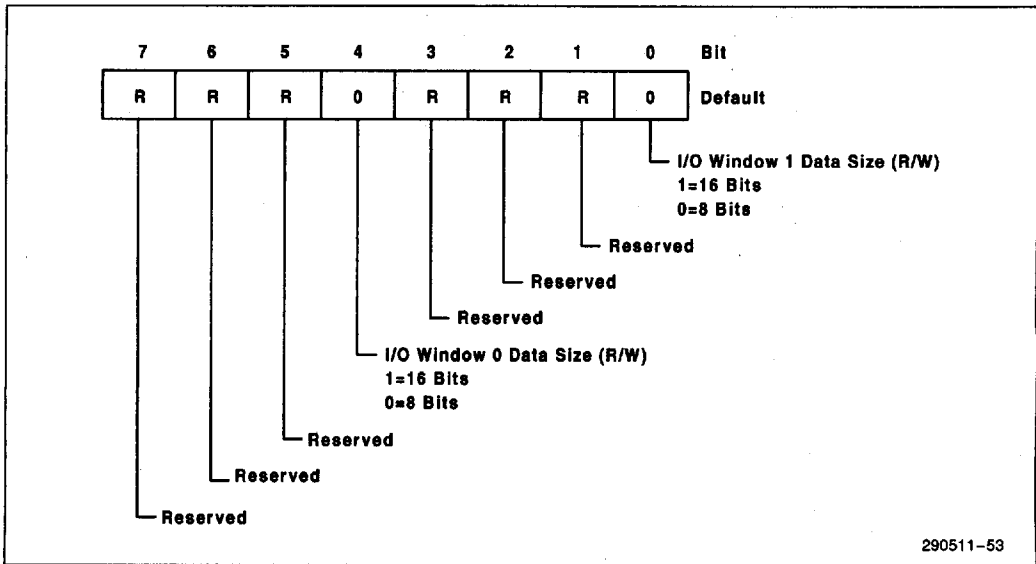 7 6 5 4 3 2 1 0 Bit
R R R 0 R R R 0 Default
I/O Window 1 Data Size (R/W)
1=16 Bits
0=8 Bits
Reserved
Reserved
Reserved
I/O Window 0 Data Size (R/W)
1=16 Bits
0=8 Bits
Reserved
Reserved
Reserved
290511-53